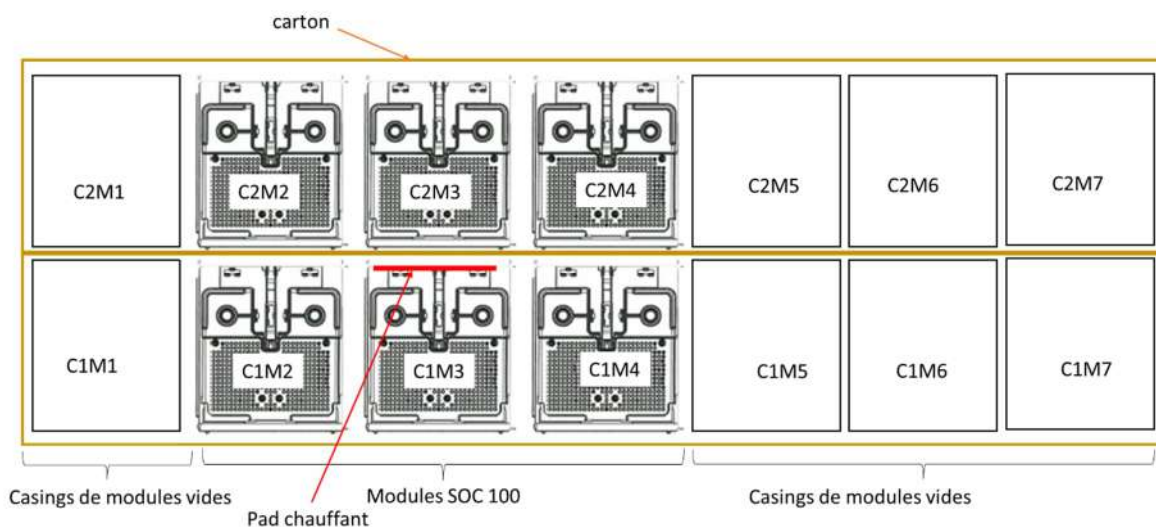 carton
C2M1
C2M2
C2M3
C2M4
C2M5
C2M6
C2M7
C1M1
C1M2
C1M3
C1M4
C1M5
C1M6
C1M7
Casings de modules vides
Modules SOC 100
Casings de modules vides
Pad chauffant